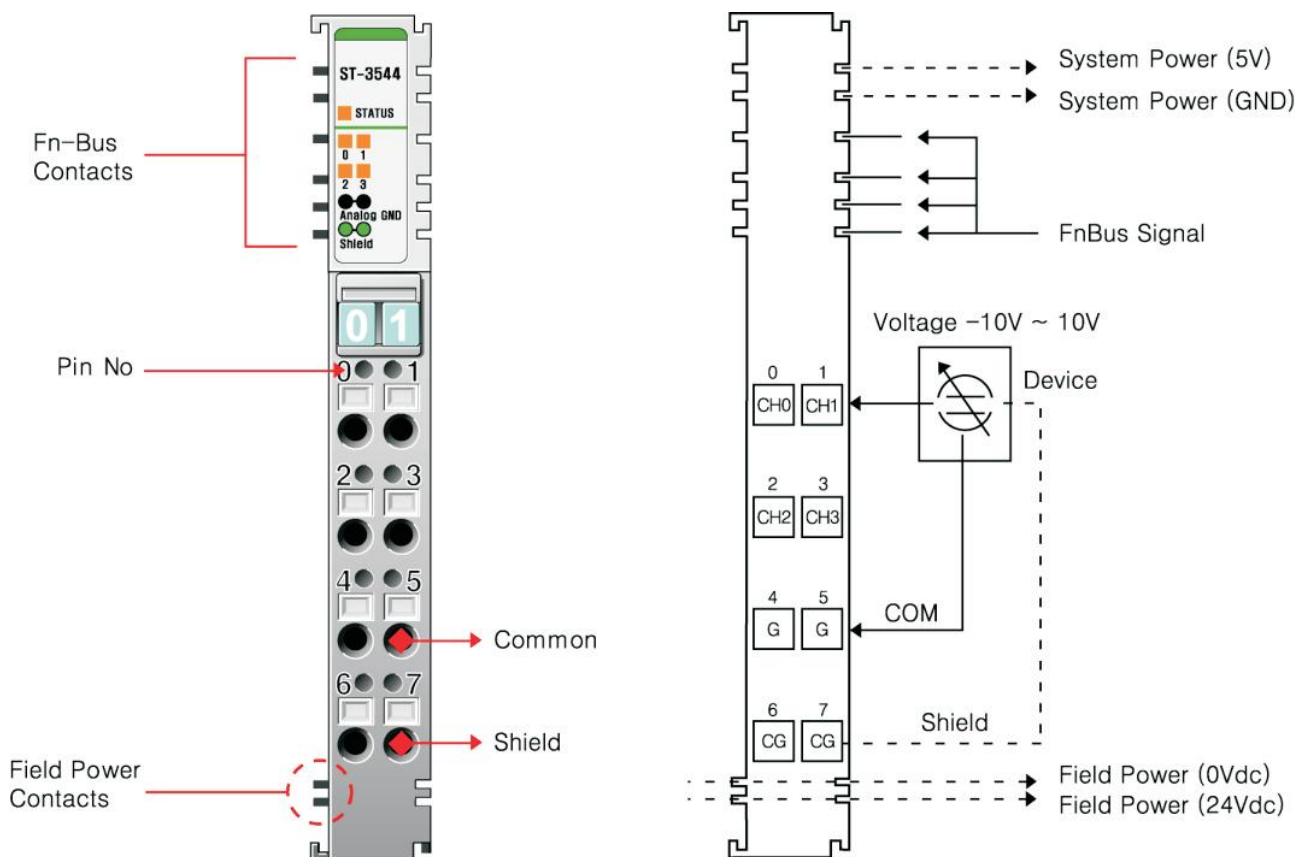 Fn-Bus
Contacts
ST-3544
STATUS
0 1
2 3
Analog GND
Shield
01
Pin No
0 1
2 3
4 5
Common
6 7
Shield
Field Power
Contacts
System Power (5V)
System Power (GND)
FnBus Signal
Voltage -10V ~ 10V
Device
0 1
CH0 CH1
2 3
CH2 CH3
4 5
G G
COM
6 7
CG CG
Shield
Field Power (0Vdc)
Field Power (24Vdc)